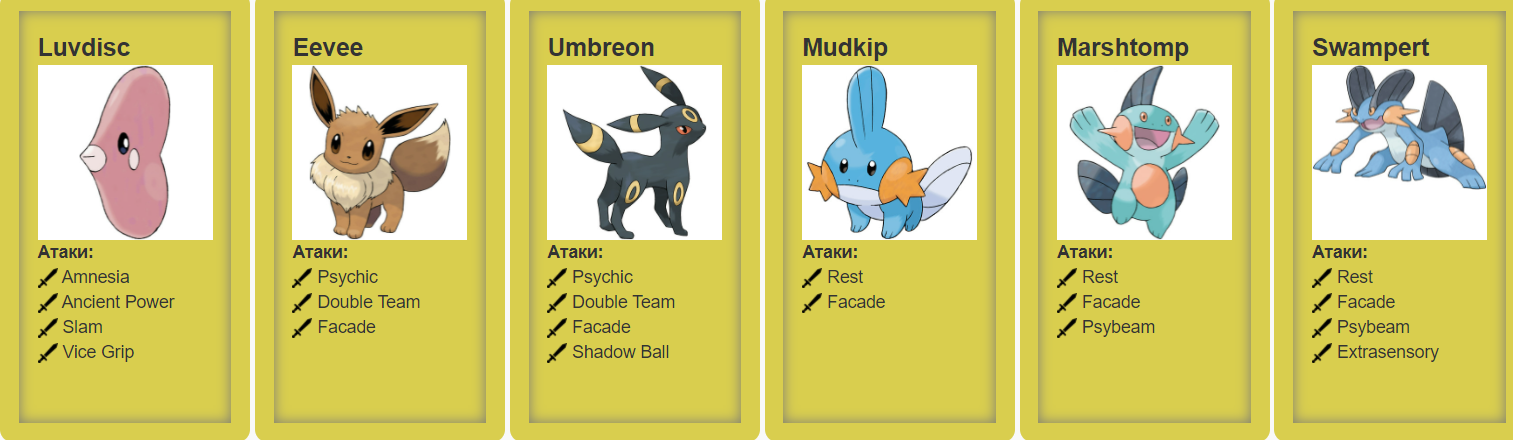 Luvdisc
Атаки:
Amnesia
Ancient Power
Slam
Vice Grip
Eevee
Атаки:
Psychic
Double Team
Facade
Umbreon
Атаки:
Psychic
Double Team
Facade
Shadow Ball
Mudkip
Атаки:
Rest
Facade
Marshtomp
Атаки:
Rest
Facade
Psybeam
Swampert
Атаки:
Rest
Facade
Psybeam
Extrasensory